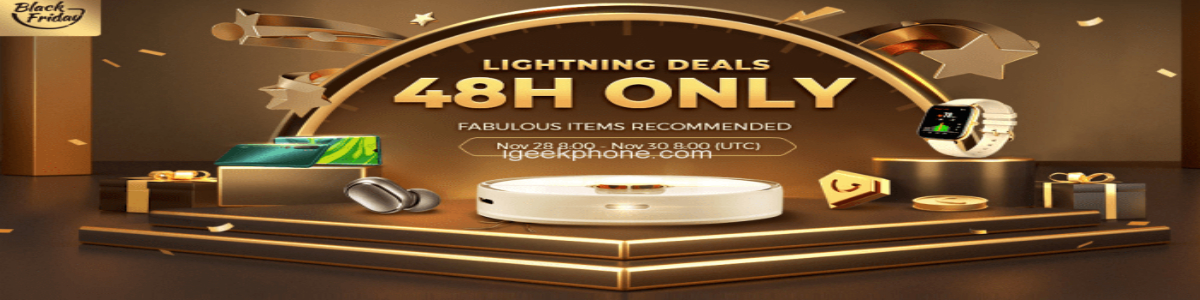 Black
Friday
LIGHTNING DEALS
48H ONLY
FABULOUS ITEMS RECOMMENDED
Nov 28 8:00 - Nov 30 8:00 (UTC)
igeekphone.com